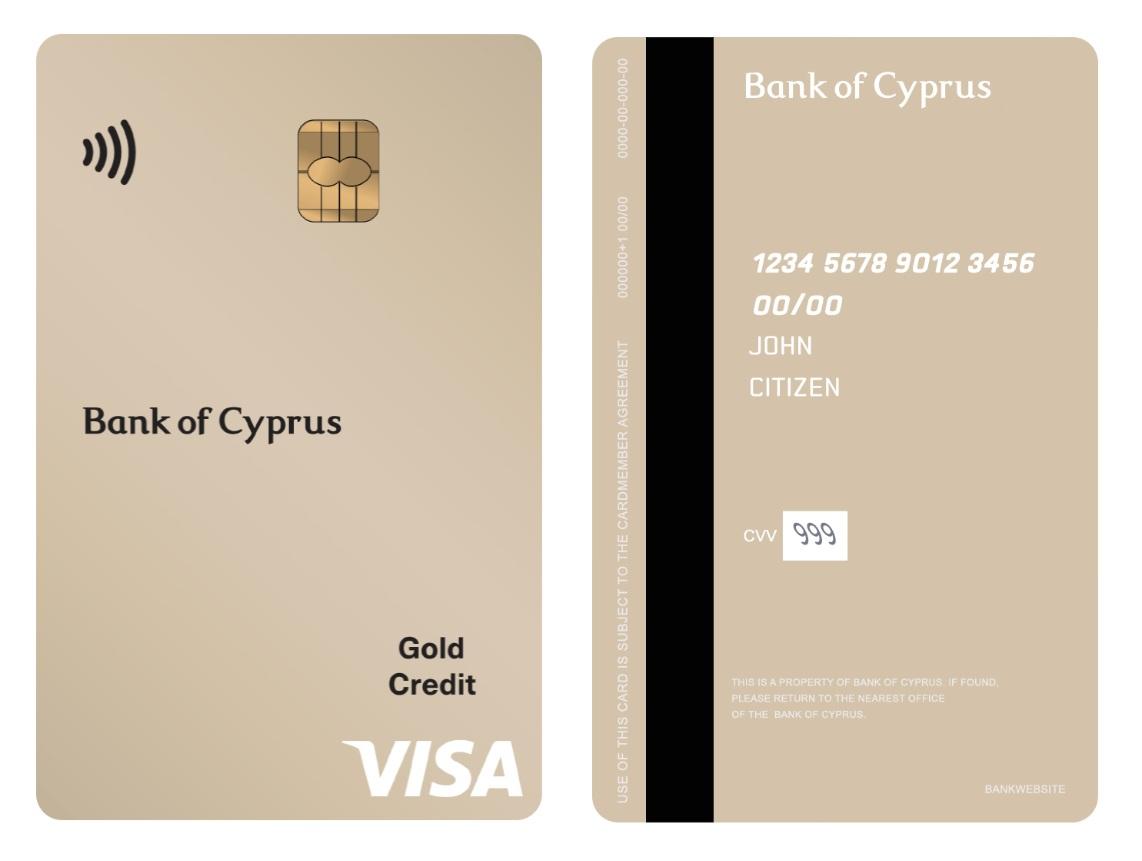 Bank of Cyprus
Gold
Credit
VISA
0000-00-000-00
000000+1 00/00
USE OF THIS CARD IS SUBJECT TO THE CARDMEMBER AGREEMENT
Bank of Cyprus
1234 5678 9012 3456
00/00
JOHN
CITIZEN
CVV 999
THIS IS A PROPERTY OF BANK OF CYPRUS. IF FOUND,
PLEASE RETURN TO THE NEAREST OFFICE
OF THE BANK OF CYPRUS.
BANKWEBSITE